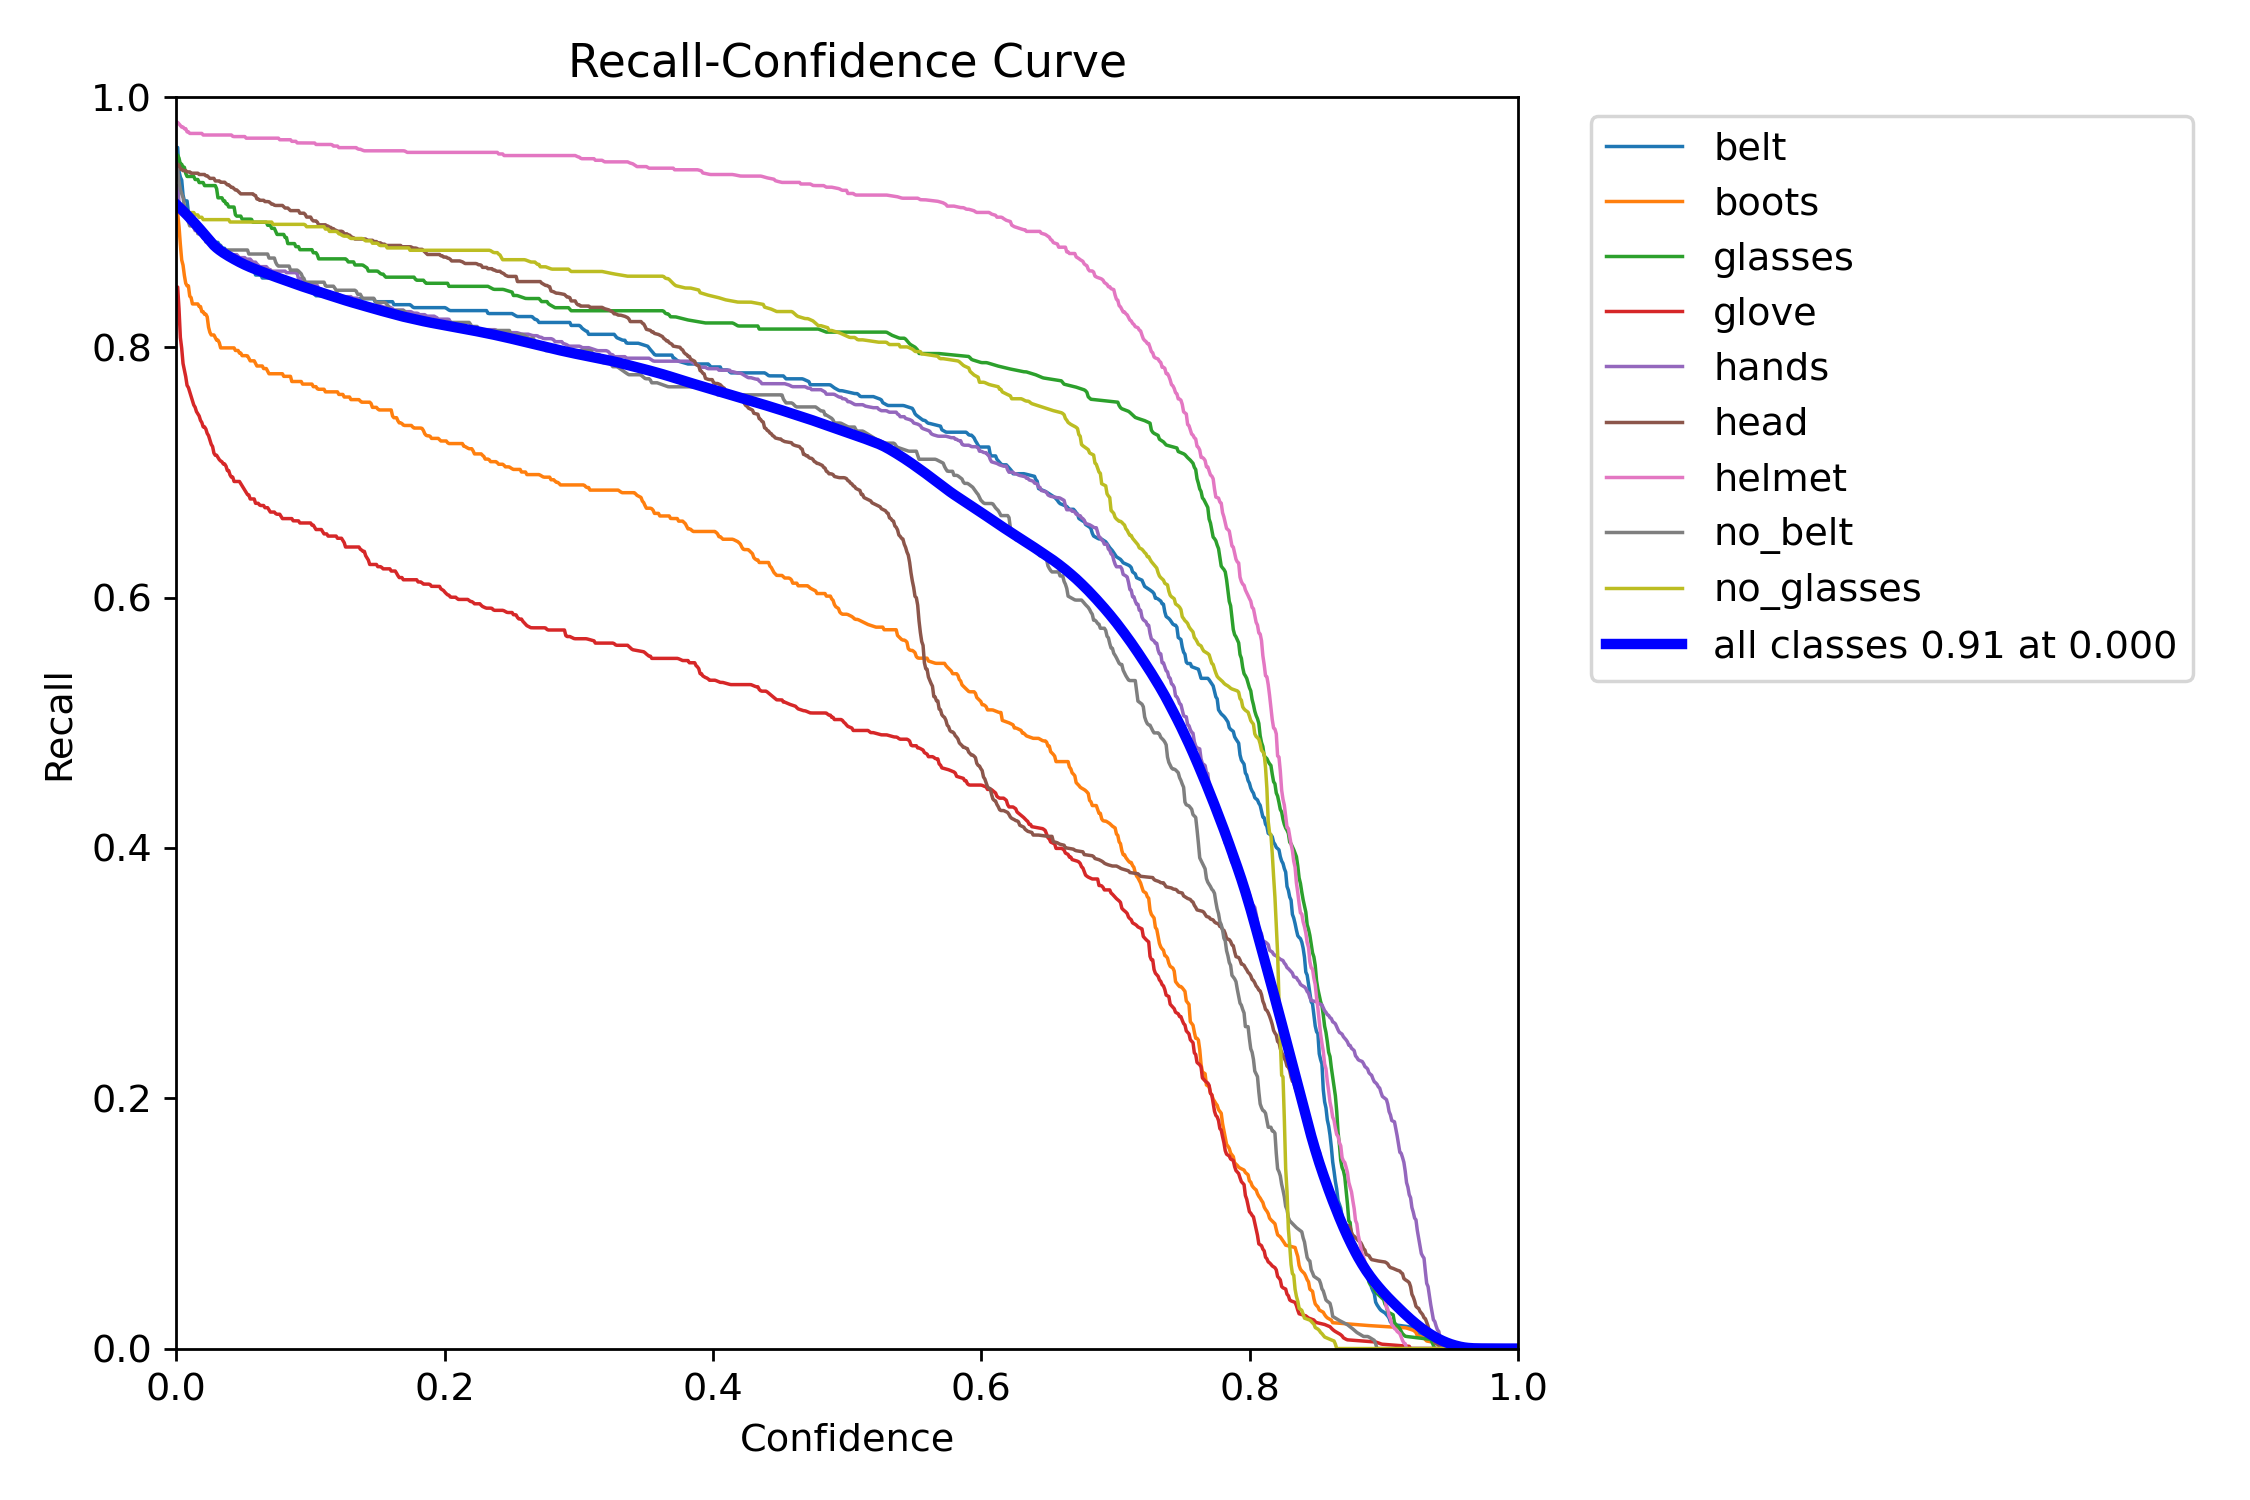 Recall-Confidence Curve
1.0
0.8
0.6
0.4
0.2
0.0
Recall
0.0 0.2 0.4 0.6 0.8 1.0
Confidence
belt
boots
glasses
glove
hands
head
helmet
no_belt
no_glasses
all classes 0.91 at 0.000